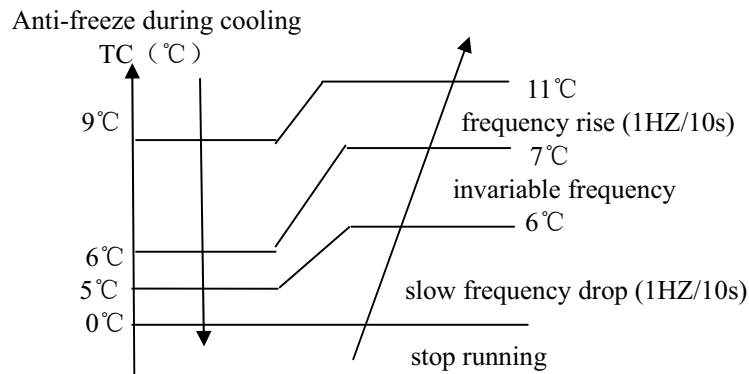 Anti-freeze during cooling
TC（℃）
11℃
9℃
frequency rise (1HZ/10s)
7℃
invariable frequency
6℃
6℃
5℃
slow frequency drop (1HZ/10s)
0℃
stop running